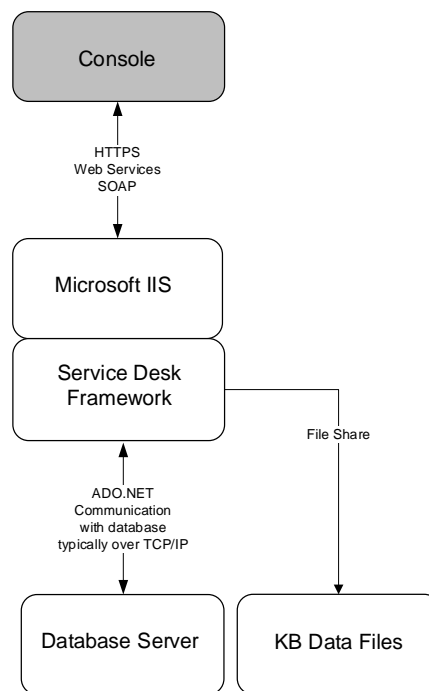 Console
HTTPS
Web Services
SOAP
Microsoft IIS
Service Desk
Framework
File Share
ADO.NET
Communication
with database
typically over TCP/IP
Database Server
KB Data Files